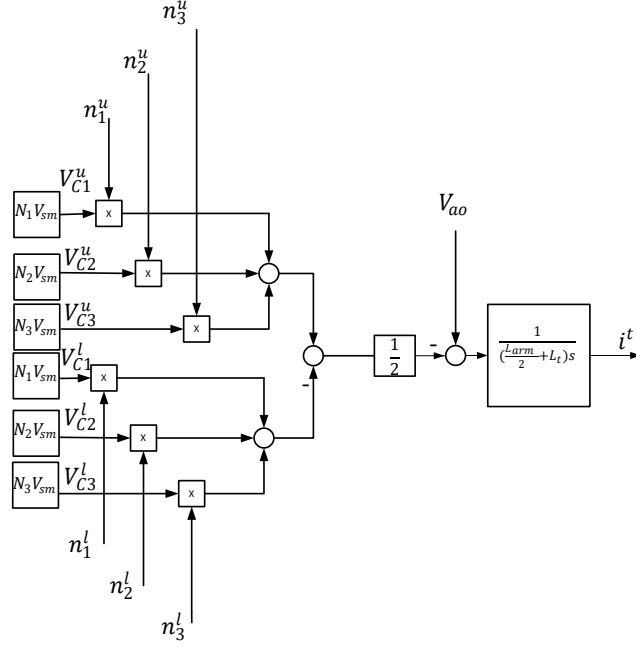 n_3^u
n_2^u
n_1^u
V_{C1}^u
N_1V_{sm}
x
V_{ao}
V_{C2}^u
N_2V_{sm}
x
V_{C3}^u
N_3V_{sm}
x
V_{C1}^l
N_1V_{sm}
x
-
1/2
-
1/((L_{arm}/2+L_t)s)
i^t
V_{C2}^l
N_2V_{sm}
x
V_{C3}^l
N_3V_{sm}
x
n_1^l
n_2^l
n_3^l